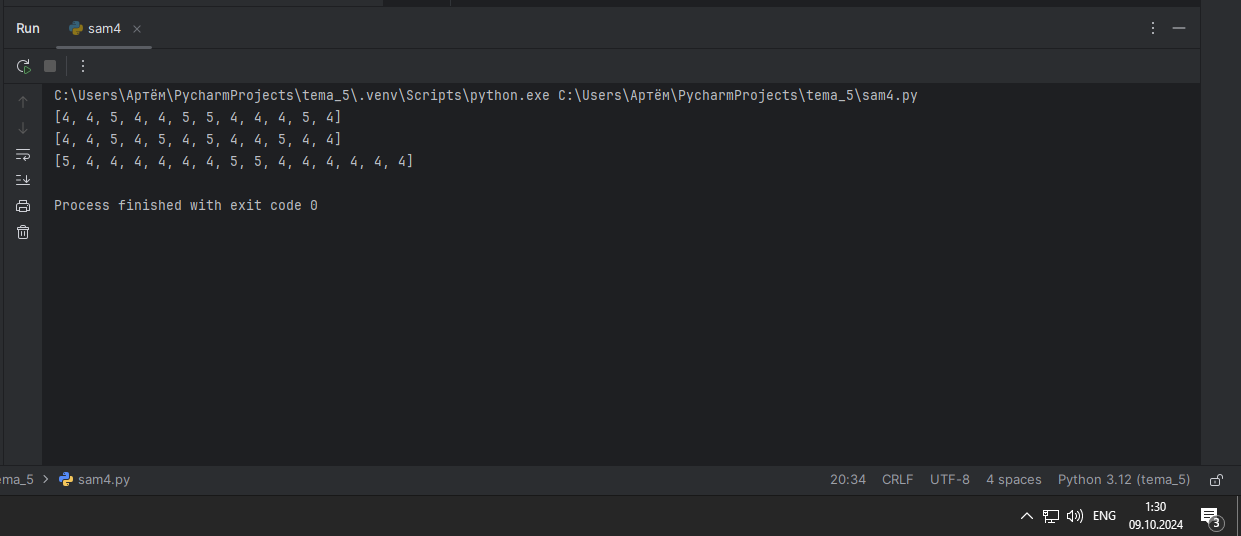 Run sam4
C:\Users\Артём\PycharmProjects\tema_5\.venv\Scripts\python.exe C:\Users\Артём\PycharmProjects\tema_5\sam4.py
[4, 4, 5, 4, 4, 5, 5, 4, 4, 4, 5, 4]
[4, 4, 5, 4, 5, 4, 5, 4, 4, 5, 4, 4]
[5, 4, 4, 4, 4, 4, 4, 5, 5, 4, 4, 4, 4, 4, 4]
Process finished with exit code 0
ema_5 > sam4.py 20:34 CRLF UTF-8 4 spaces Python 3.12 (tema_5)
ENG 1:30
09.10.2024 3